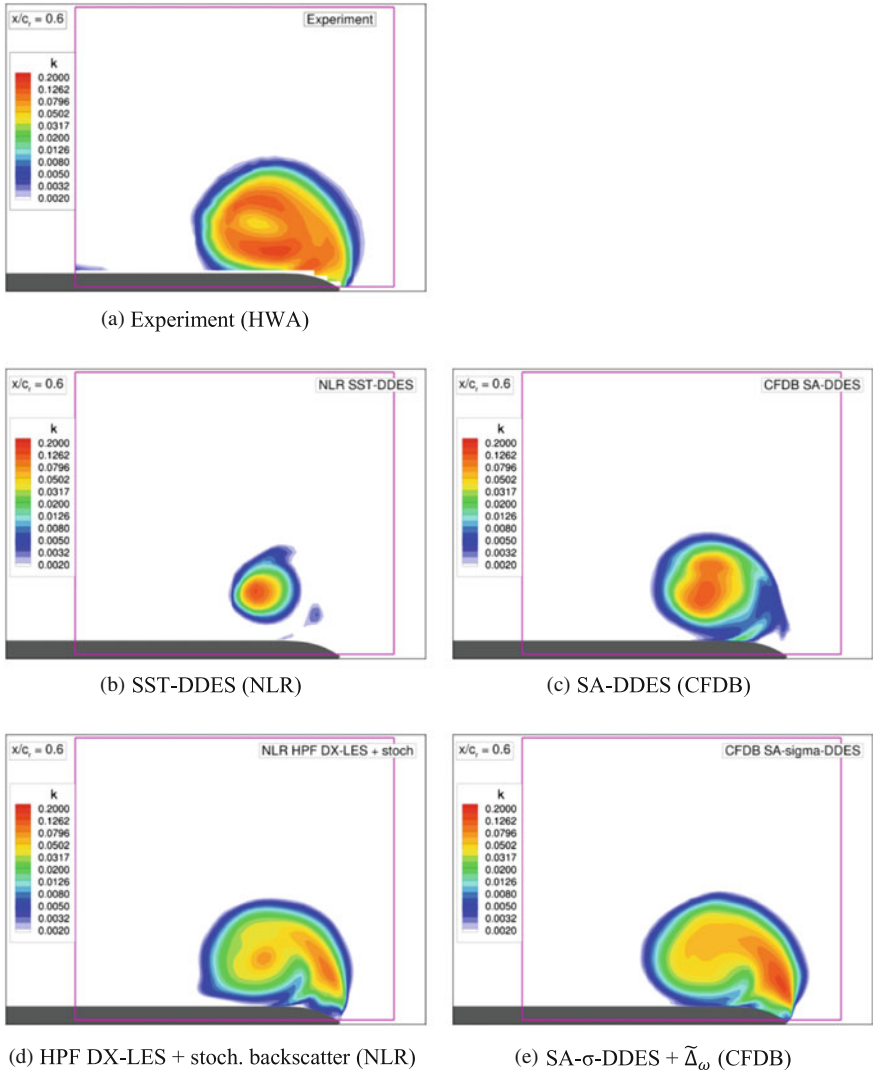 x/cr = 0.6
Experiment
k
0.2000
0.1262
0.0796
0.0502
0.0317
0.0200
0.0126
0.0080
0.0050
0.0032
0.0020
(a) Experiment (HWA)
x/cr = 0.6
NLR SST-DDES
k
0.2000
0.1262
0.0796
0.0502
0.0317
0.0200
0.0126
0.0080
0.0050
0.0032
0.0020
(b) SST-DDES (NLR)
x/cr = 0.6
CFDB SA-DDES
k
0.2000
0.1262
0.0796
0.0502
0.0317
0.0200
0.0126
0.0080
0.0050
0.0032
0.0020
(c) SA-DDES (CFDB)
x/cr = 0.6
NLR HPF DX-LES + stoch
k
0.2000
0.1262
0.0796
0.0502
0.0317
0.0200
0.0126
0.0080
0.0050
0.0032
0.0020
(d) HPF DX-LES + stoch. backscatter (NLR)
x/cr = 0.6
CFDB SA-sigma-DDES
k
0.2000
0.1262
0.0796
0.0502
0.0317
0.0200
0.0126
0.0080
0.0050
0.0032
0.0020
(e) SA-σ-DDES + Δ̃ω (CFDB)